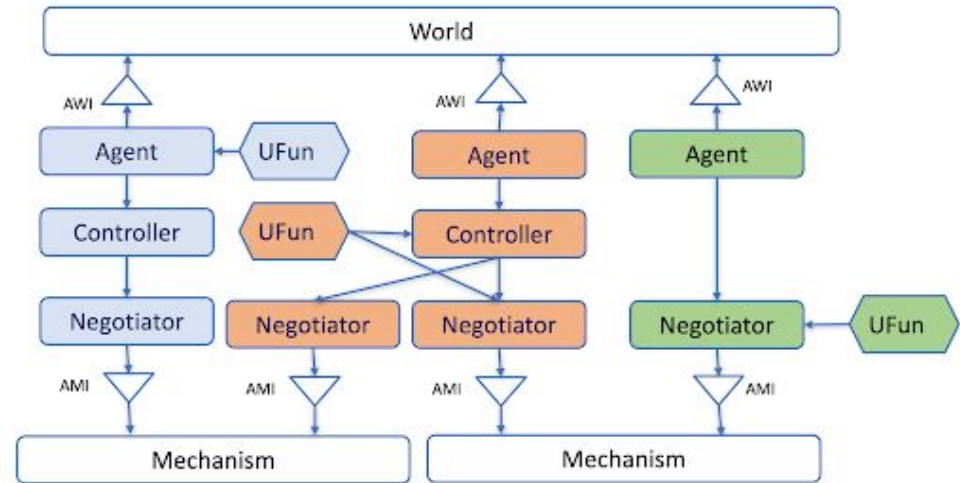 World
AWI
AWI
AWI
Agent
UFun
Agent
Agent
Controller
UFun
Controller
Negotiator
Negotiator
Negotiator
Negotiator
UFun
AMI
AMI
AMI
AMI
Mechanism
Mechanism